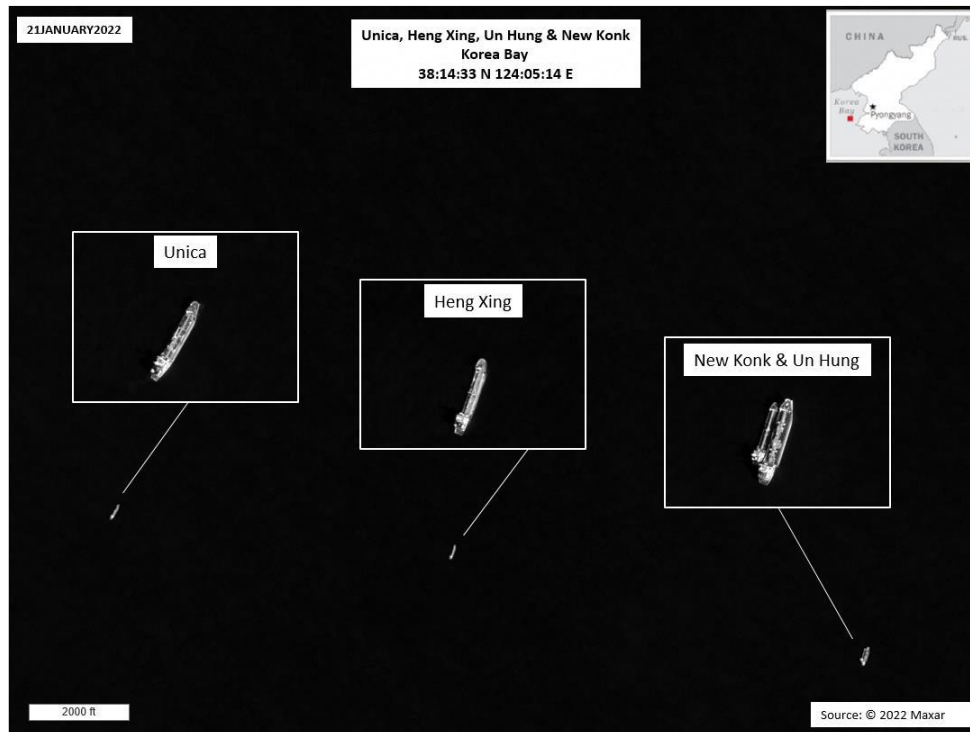 21JANUARY2022
Unica, Heng Xing, Un Hung & New Konk
Korea Bay
38:14:33 N 124:05:14 E
CHINA
RUS.
Korea
Bay
Pyongyang
SOUTH
KOREA
Unica
Heng Xing
New Konk & Un Hung
2000 ft
Source: © 2022 Maxar